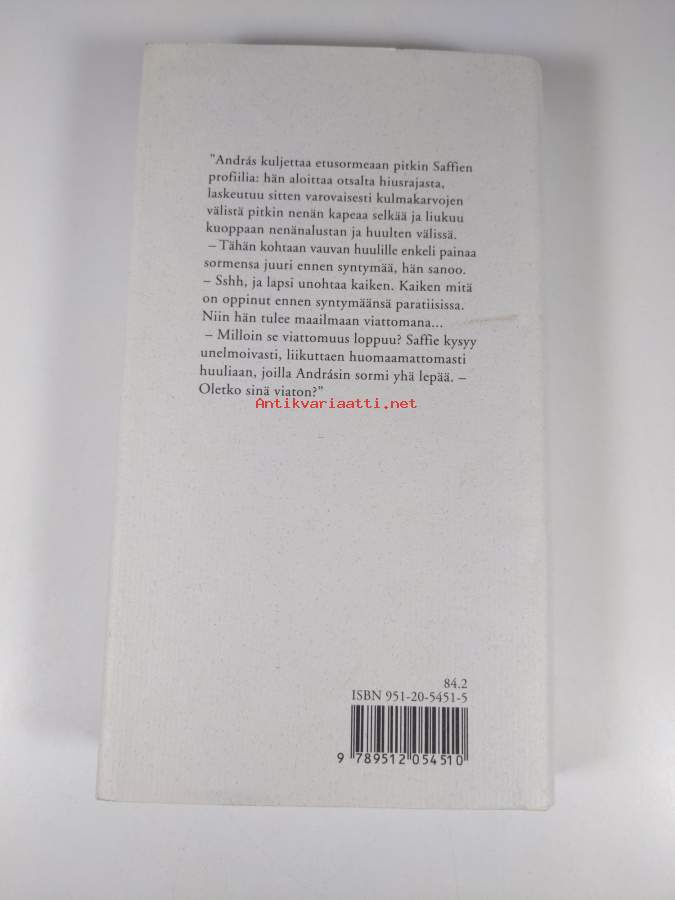 "András kuljettaa etusormeaan pitkin Saffien
profiilia: hän aloittaa otsalta hiusrajasta,
laskeutuu sitten varovaisesti kulmakarvojen
välistä pitkin nenän kapeaa selkää ja liukuu
kuoppaan nenänalustan ja huulten välissä.
– Tähän kohtaan vauvan huulille enkeli painaa
sormensa juuri ennen syntymää, hän sanoo.
– Sshh, ja lapsi unohtaa kaiken. Kaiken mitä
on oppinut ennen syntymäänsä paratiisissa.
Niin hän tulee maailmaan viattomana...
– Milloin se viattomuus loppuu? Saffie kysyy
unelmoivasti, liikuttaen huomaamattomasti
huuliaan, joilla Andrásin sormi yhä lepää. –
Oletko sinä viaton?"
Antikvariaatti.net
84.2
ISBN 951-20-5451-5
9 789512 054510